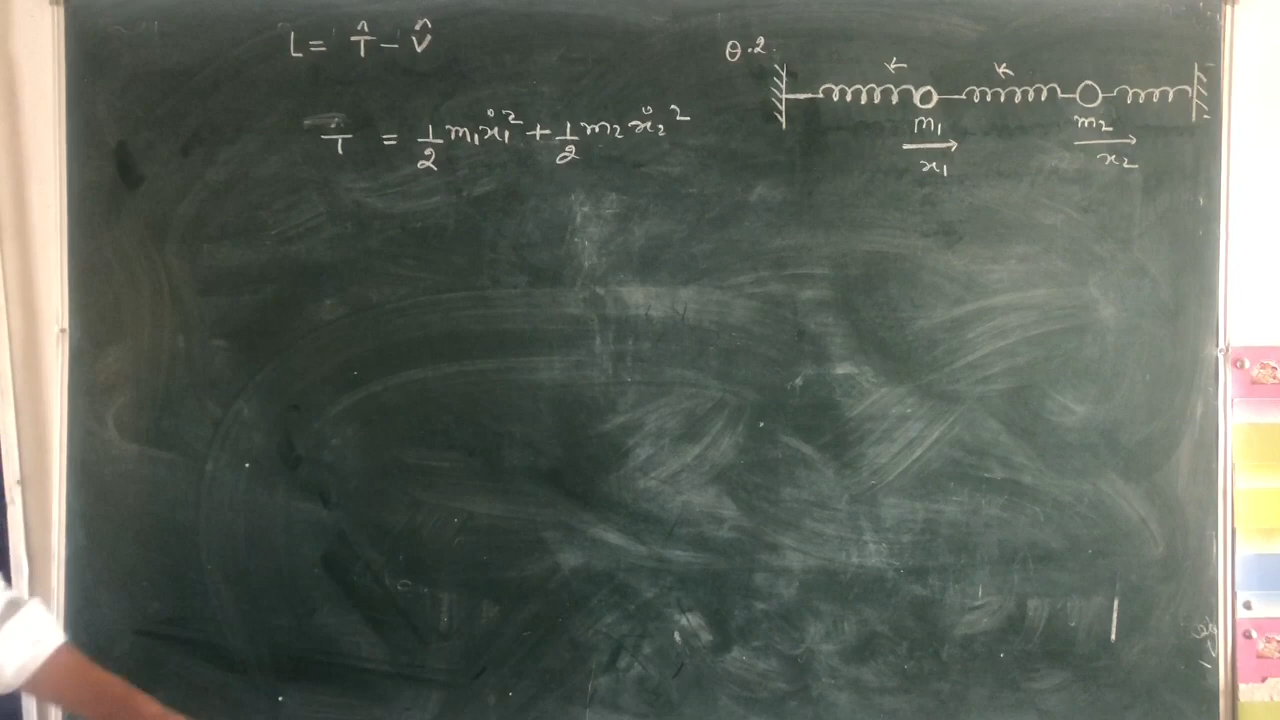 L = T̂ - V̂
T̂ = 1/2 m₁ẋ₁² + 1/2 m₂ẋ₂²
Q.2.
K K
m₁ m₂
x₁ x₂